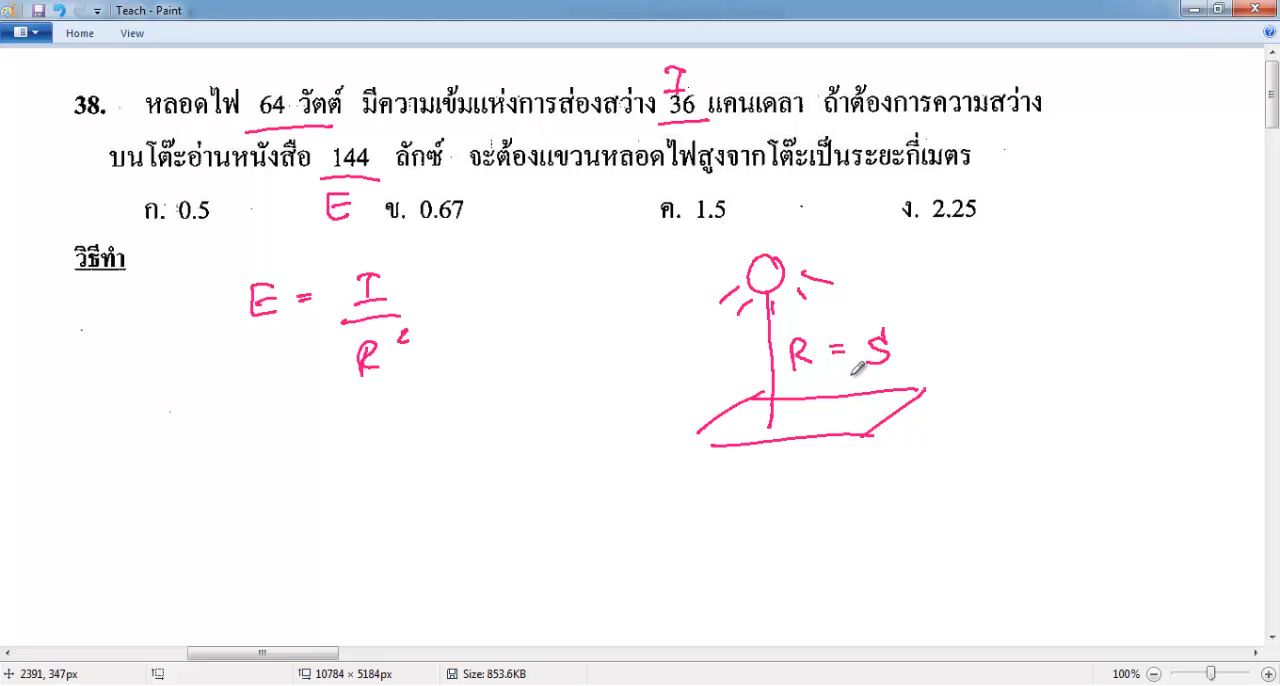 Teach - Paint
Home View
I
38. หลอดไฟ 64 วัตต์ มีความเข้มแห่งการส่องสว่าง 36 แคนเดลา ถ้าต้องการความสว่าง
บนโต๊ะอ่านหนังสือ 144 ลักซ์ จะต้องแขวนหลอดไฟสูงจากโต๊ะเป็นระยะกี่เมตร
ก. 0.5 E ข. 0.67 ค. 1.5 ง. 2.25
วิธีทำ
E = I
R²
R = S
2391, 347px 10784 × 5184px Size: 853.6KB 100%